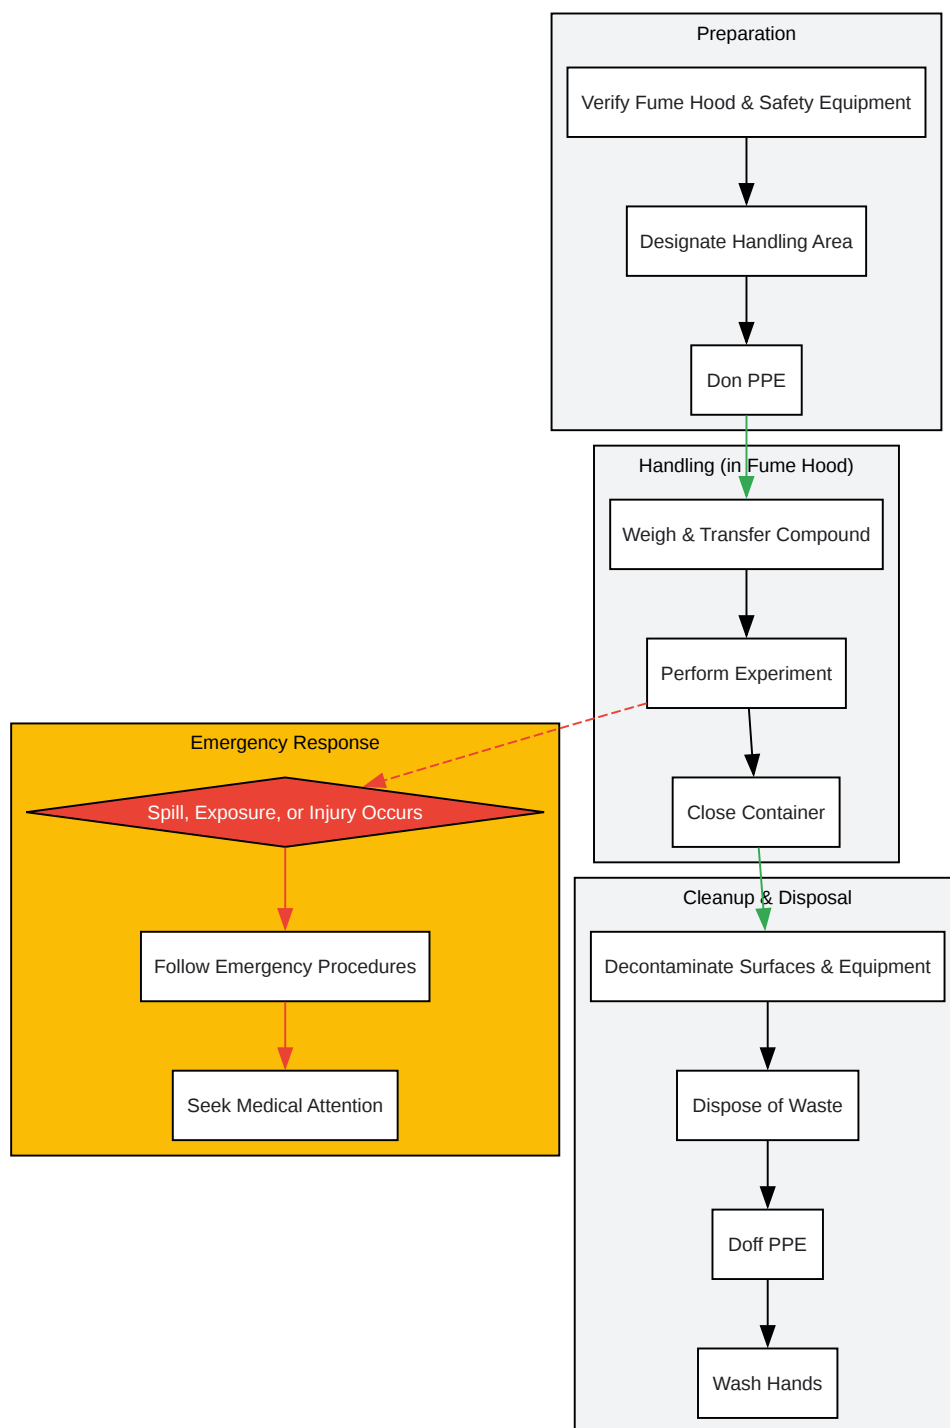 Preparation
Verify Fume Hood & Safety Equipment
Designate Handling Area
Don PPE
Handling (in Fume Hood)
Weigh & Transfer Compound
Perform Experiment
Close Container
Emergency Response
Spill, Exposure, or Injury Occurs
Follow Emergency Procedures
Seek Medical Attention
Cleanup & Disposal
Decontaminate Surfaces & Equipment
Dispose of Waste
Doff PPE
Wash Hands